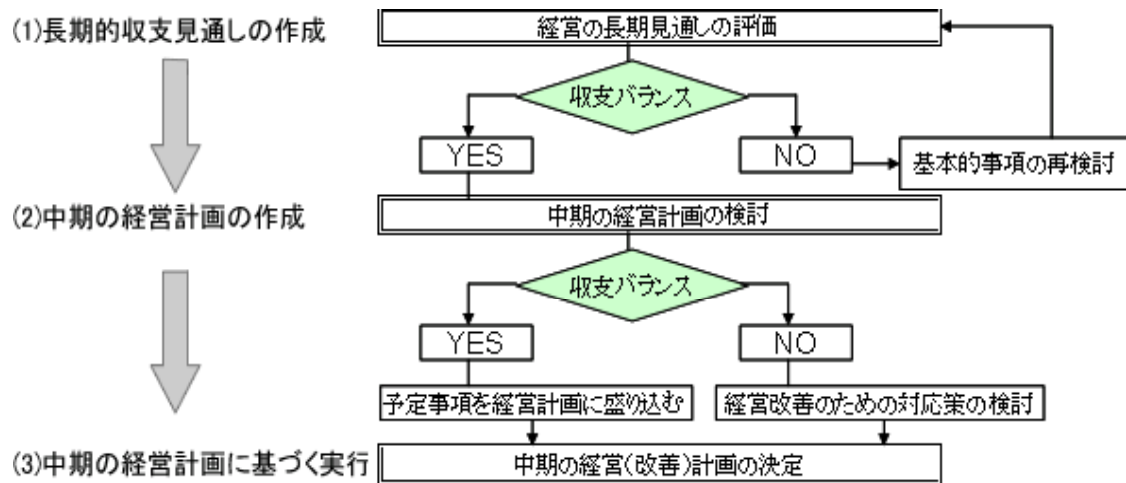 (1)長期的収支見通しの作成
経営の長期見通しの評価
収支バランス
YES
NO
基本的事項の再検討
(2)中期の経営計画の作成
中期の経営計画の検討
収支バランス
YES
NO
予定事項を経営計画に盛り込む
経営改善のための対応策の検討
(3)中期の経営計画に基づく実行
中期の経営(改善)計画の決定